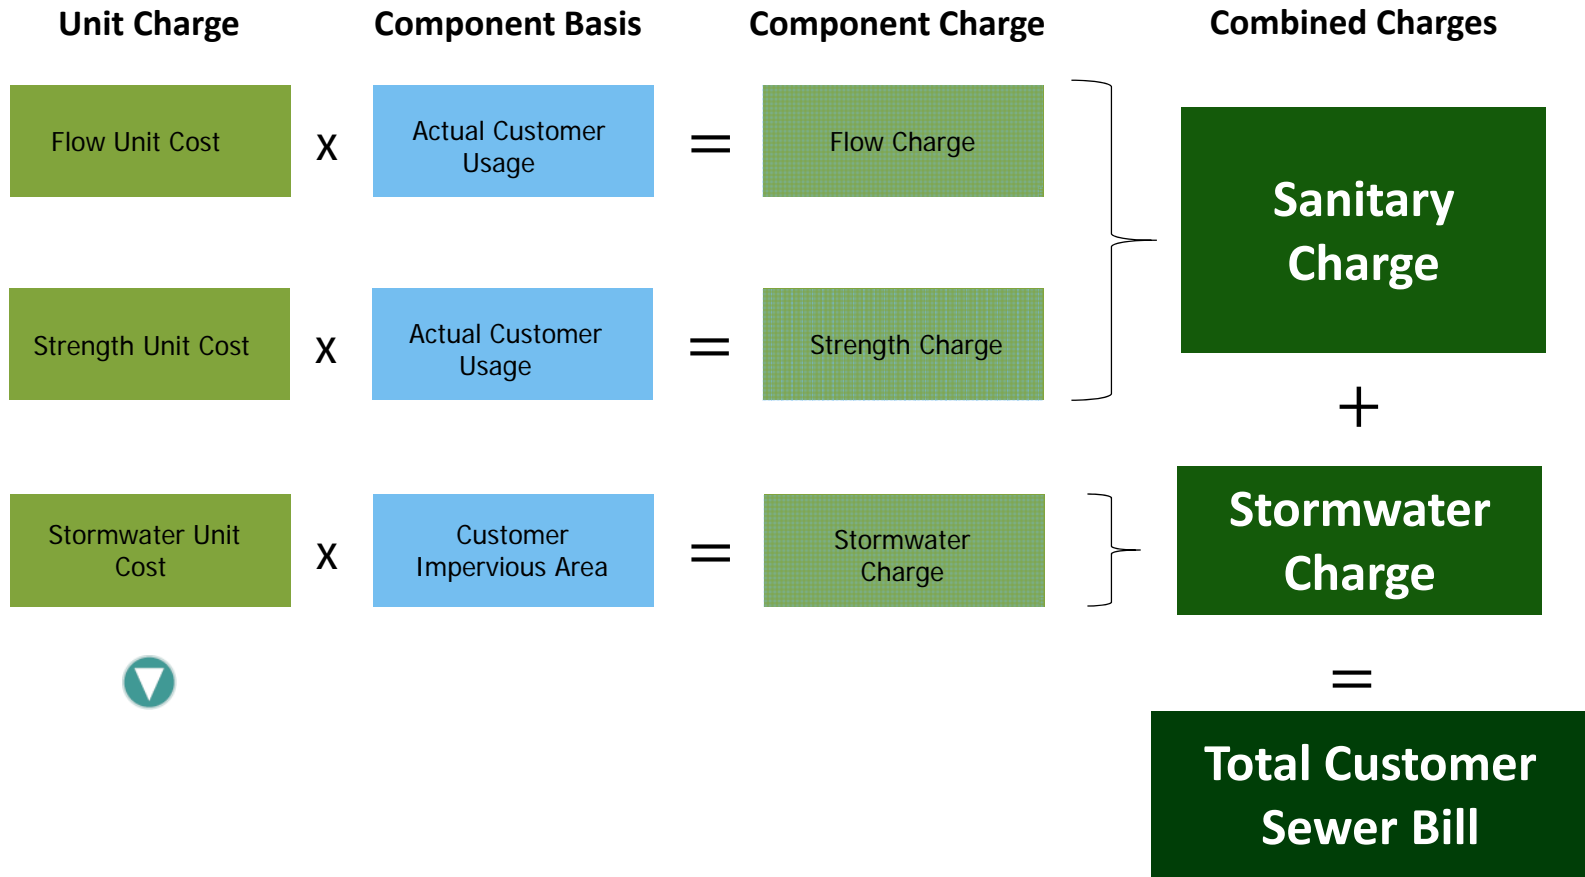 Unit Charge
Component Basis
Component Charge
Combined Charges
Flow Unit Cost
x
Actual Customer
Usage
=
Flow Charge
Strength Unit Cost
x
Actual Customer
Usage
=
Strength Charge
Sanitary
Charge
+
Stormwater Unit
Cost
x
Customer
Impervious Area
=
Stormwater
Charge
Stormwater
Charge
=
Total Customer
Sewer Bill